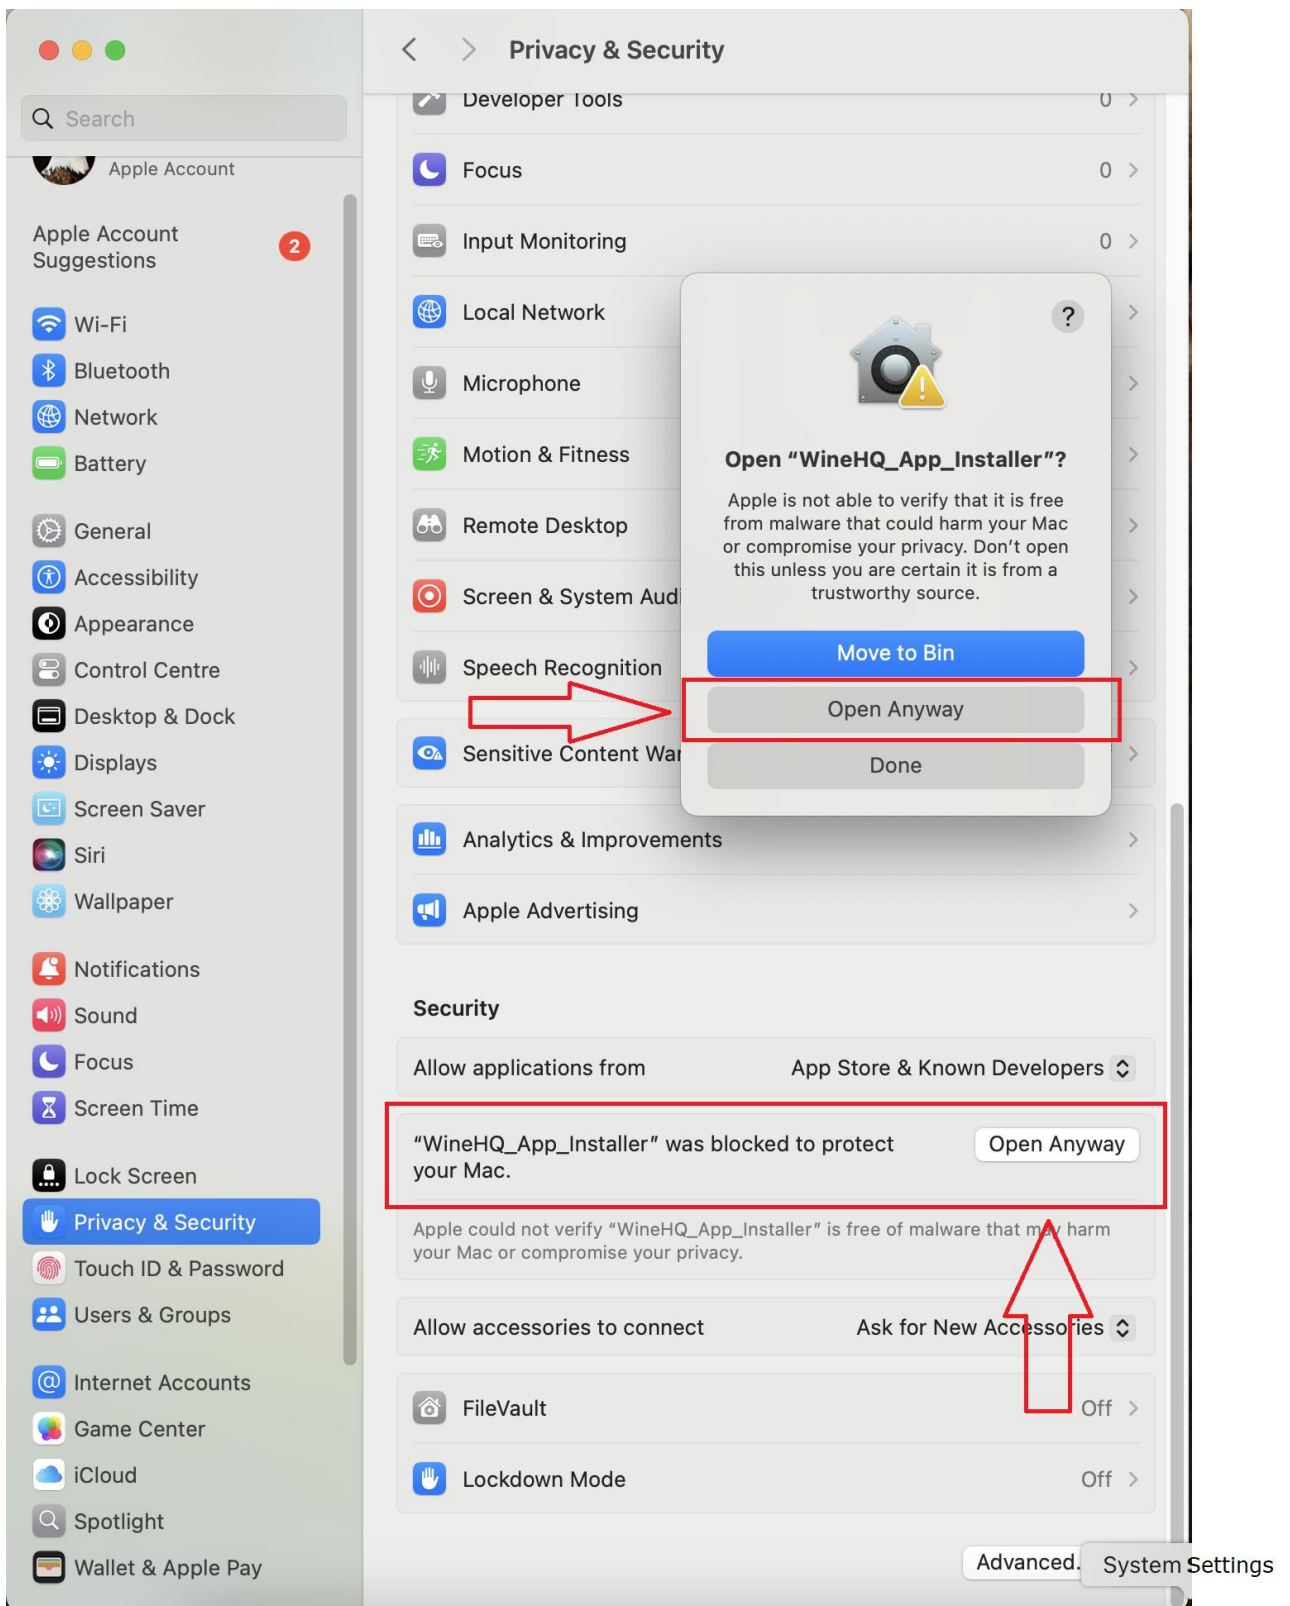 Privacy & Security
Search
Apple Account
Apple Account
Suggestions
2
Wi-Fi
Bluetooth
Network
Battery
General
Accessibility
Appearance
Control Centre
Desktop & Dock
Displays
Screen Saver
Siri
Wallpaper
Notifications
Sound
Focus
Screen Time
Lock Screen
Privacy & Security
Touch ID & Password
Users & Groups
Internet Accounts
Game Center
iCloud
Spotlight
Wallet & Apple Pay
Developer Tools 0
Focus 0
Input Monitoring 0
Local Network
Microphone
Motion & Fitness
Remote Desktop
Screen & System Audi
Speech Recognition
Sensitive Content War
Analytics & Improvements
Apple Advertising
?
Open “WineHQ_App_Installer”?
Apple is not able to verify that it is free
from malware that could harm your Mac
or compromise your privacy. Don’t open
this unless you are certain it is from a
trustworthy source.
Move to Bin
Open Anyway
Done
Security
Allow applications from App Store & Known Developers
“WineHQ_App_Installer” was blocked to protect
your Mac.
Open Anyway
Apple could not verify “WineHQ_App_Installer” is free of malware that may harm
your Mac or compromise your privacy.
Allow accessories to connect Ask for New Accessories
FileVault Off
Lockdown Mode Off
Advanced.
System Settings